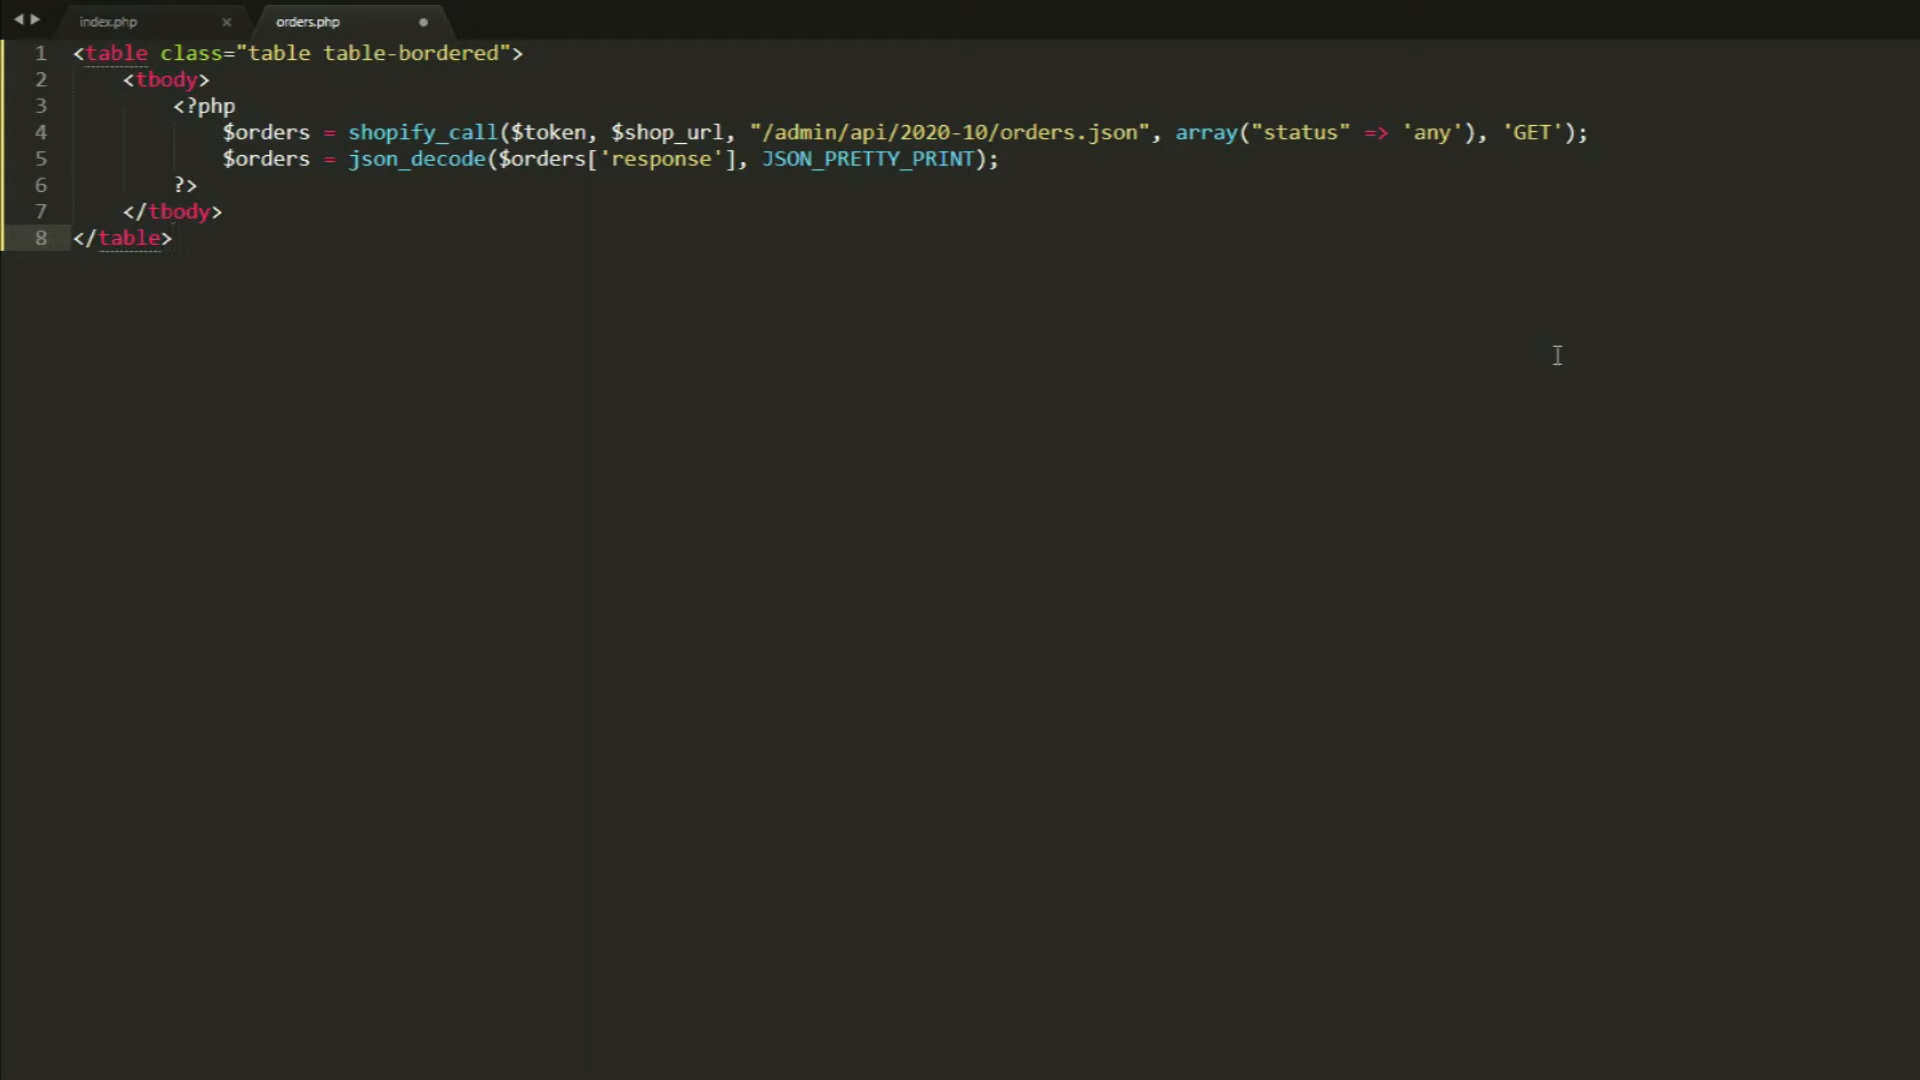 index.php orders.php
1 <table class="table table-bordered">
2 <tbody>
3 <?php
4 $orders = shopify_call($token, $shop_url, "/admin/api/2020-10/orders.json", array("status" => 'any'), 'GET');
5 $orders = json_decode($orders['response'], JSON_PRETTY_PRINT);
6 ?>
7 </tbody>
8 </table>